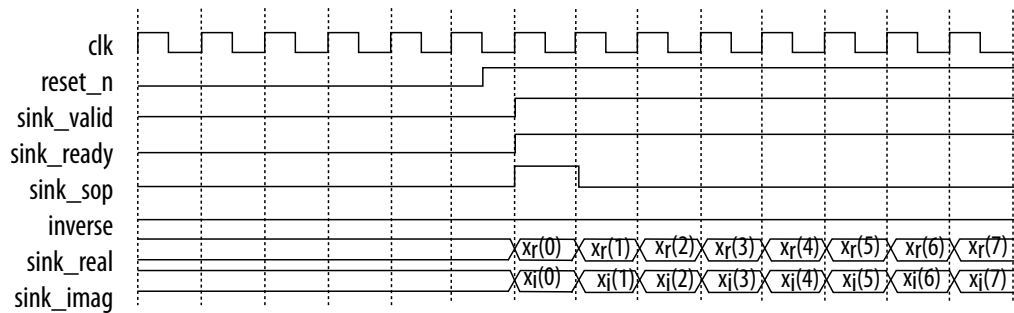 clk
reset_n
sink_valid
sink_ready
sink_sop
inverse
sink_real xr(0) xr(1) xr(2) xr(3) xr(4) xr(5) xr(6) xr(7)
sink_imag xi(0) xi(1) xi(2) xi(3) xi(4) xi(5) xi(6) xi(7)